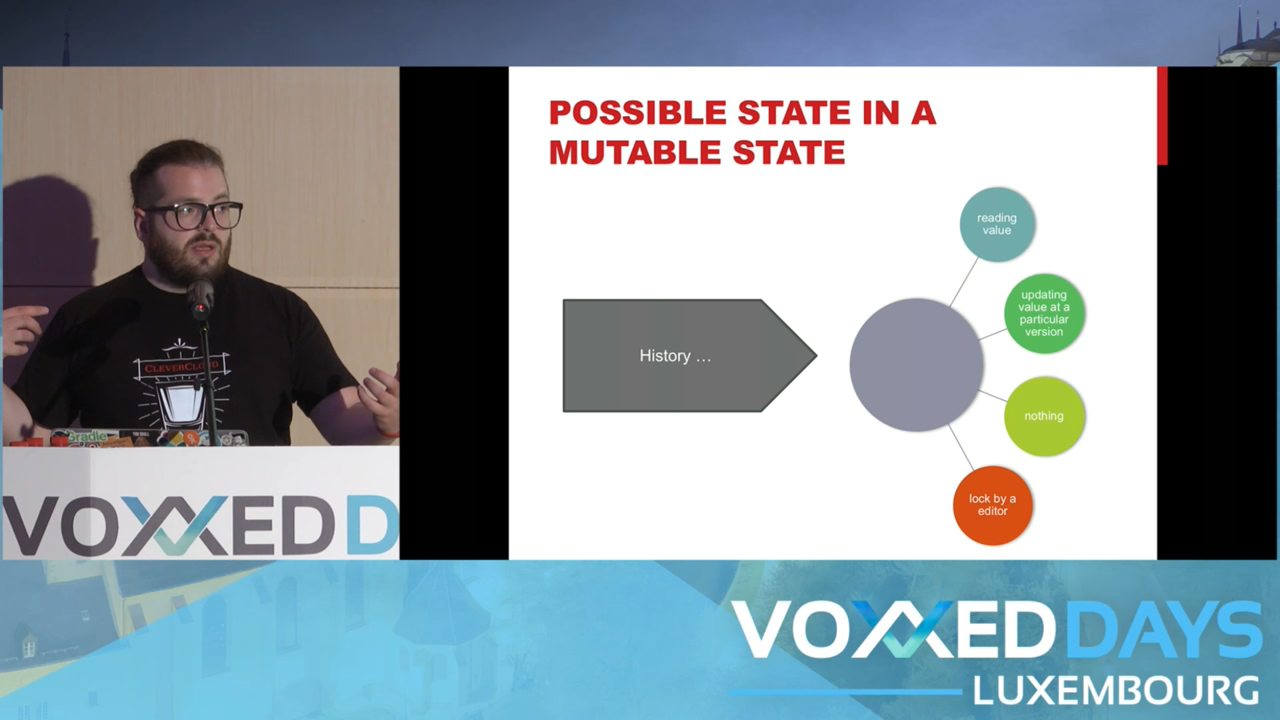 POSSIBLE STATE IN A
MUTABLE STATE
reading
value
updating
value at a
particular
version
History ...
nothing
lock by a
editor
CLEVERCLOUD
Gradle
VOXXED D
VOXXED DAYS
LUXEMBOURG